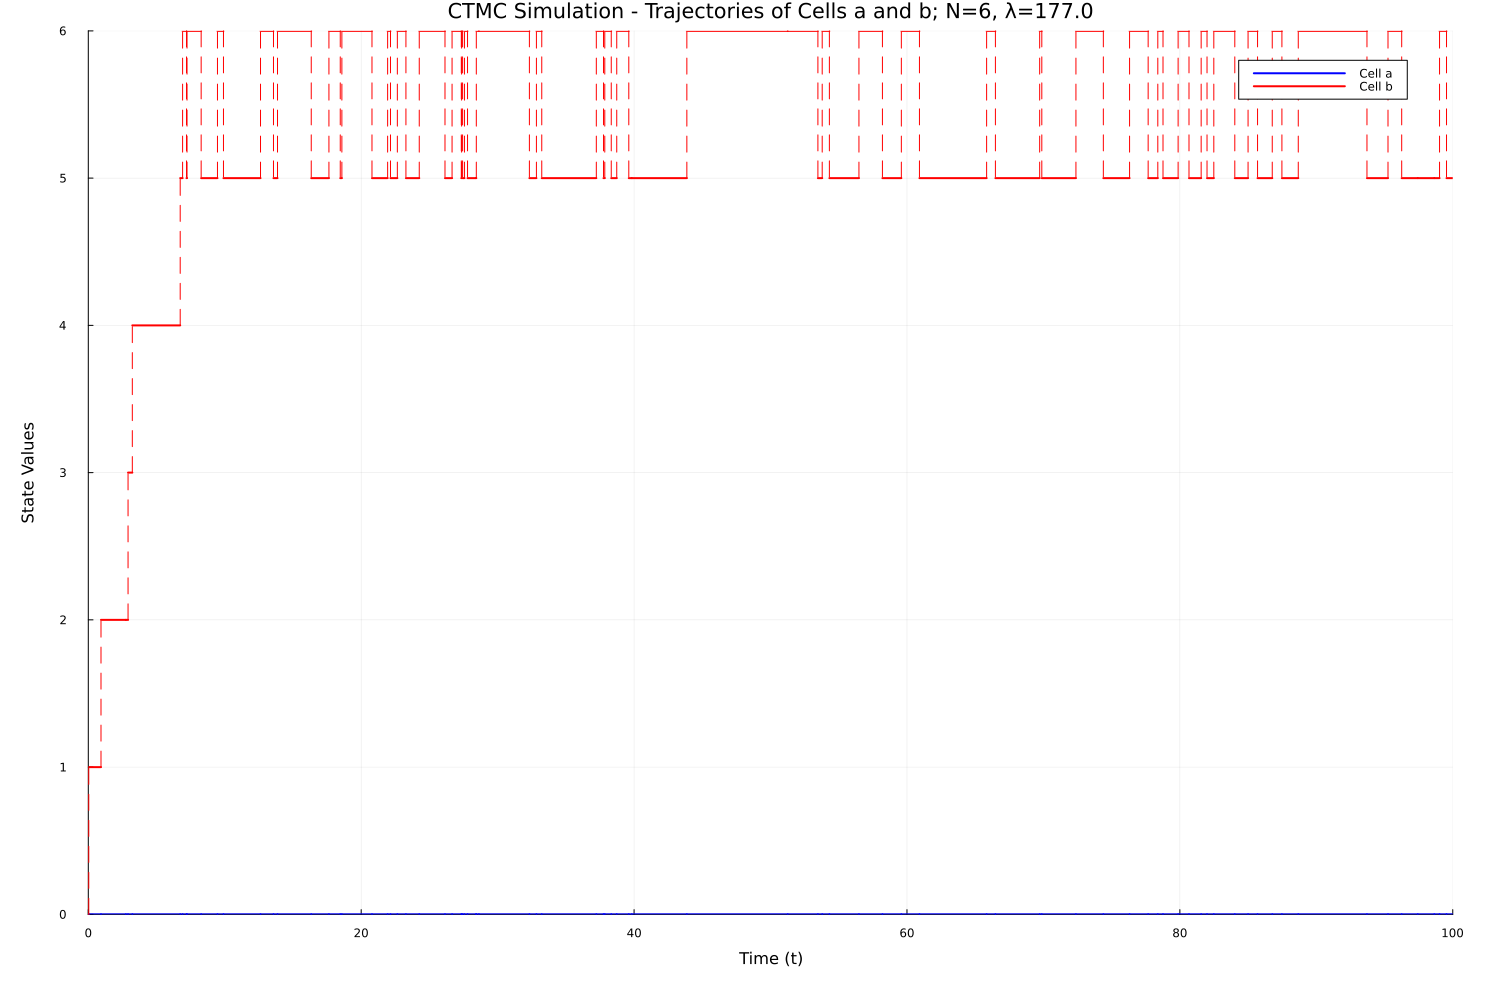 CTMC Simulation - Trajectories of Cells a and b; N=6, λ=177.0
6
Cell a
Cell b
5
4
State Values
3
2
1
0
0 20 40 60 80 100
Time (t)